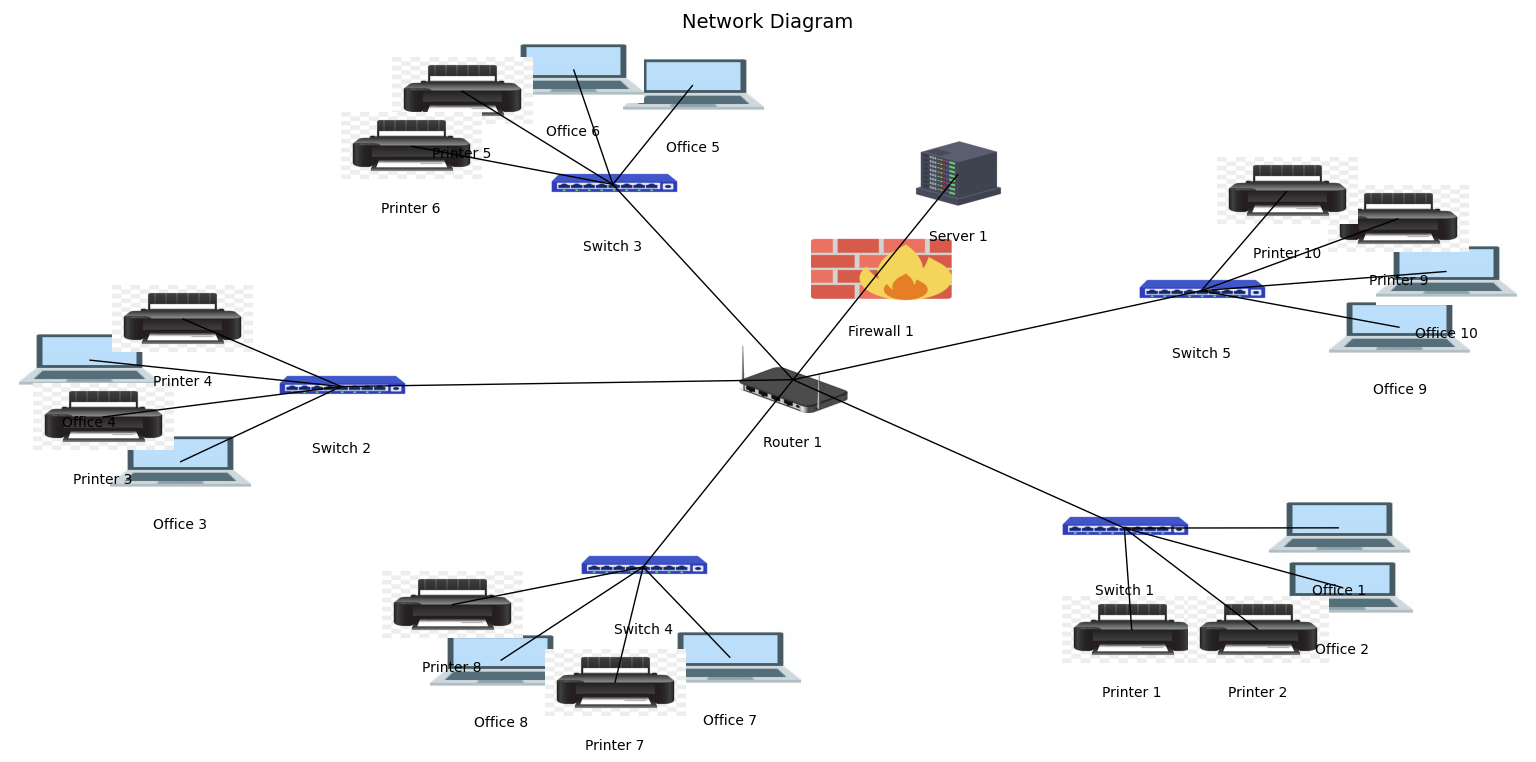 Network Diagram
Office 6
Office 5
Printer 5
Printer 6
Switch 3
Server 1
Firewall 1
Printer 10
Printer 9
Office 10
Switch 5
Office 9
Printer 4
Office 4
Switch 2
Printer 3
Office 3
Router 1
Switch 1
Office 1
Office 2
Printer 1
Printer 2
Switch 4
Printer 8
Office 8
Office 7
Printer 7